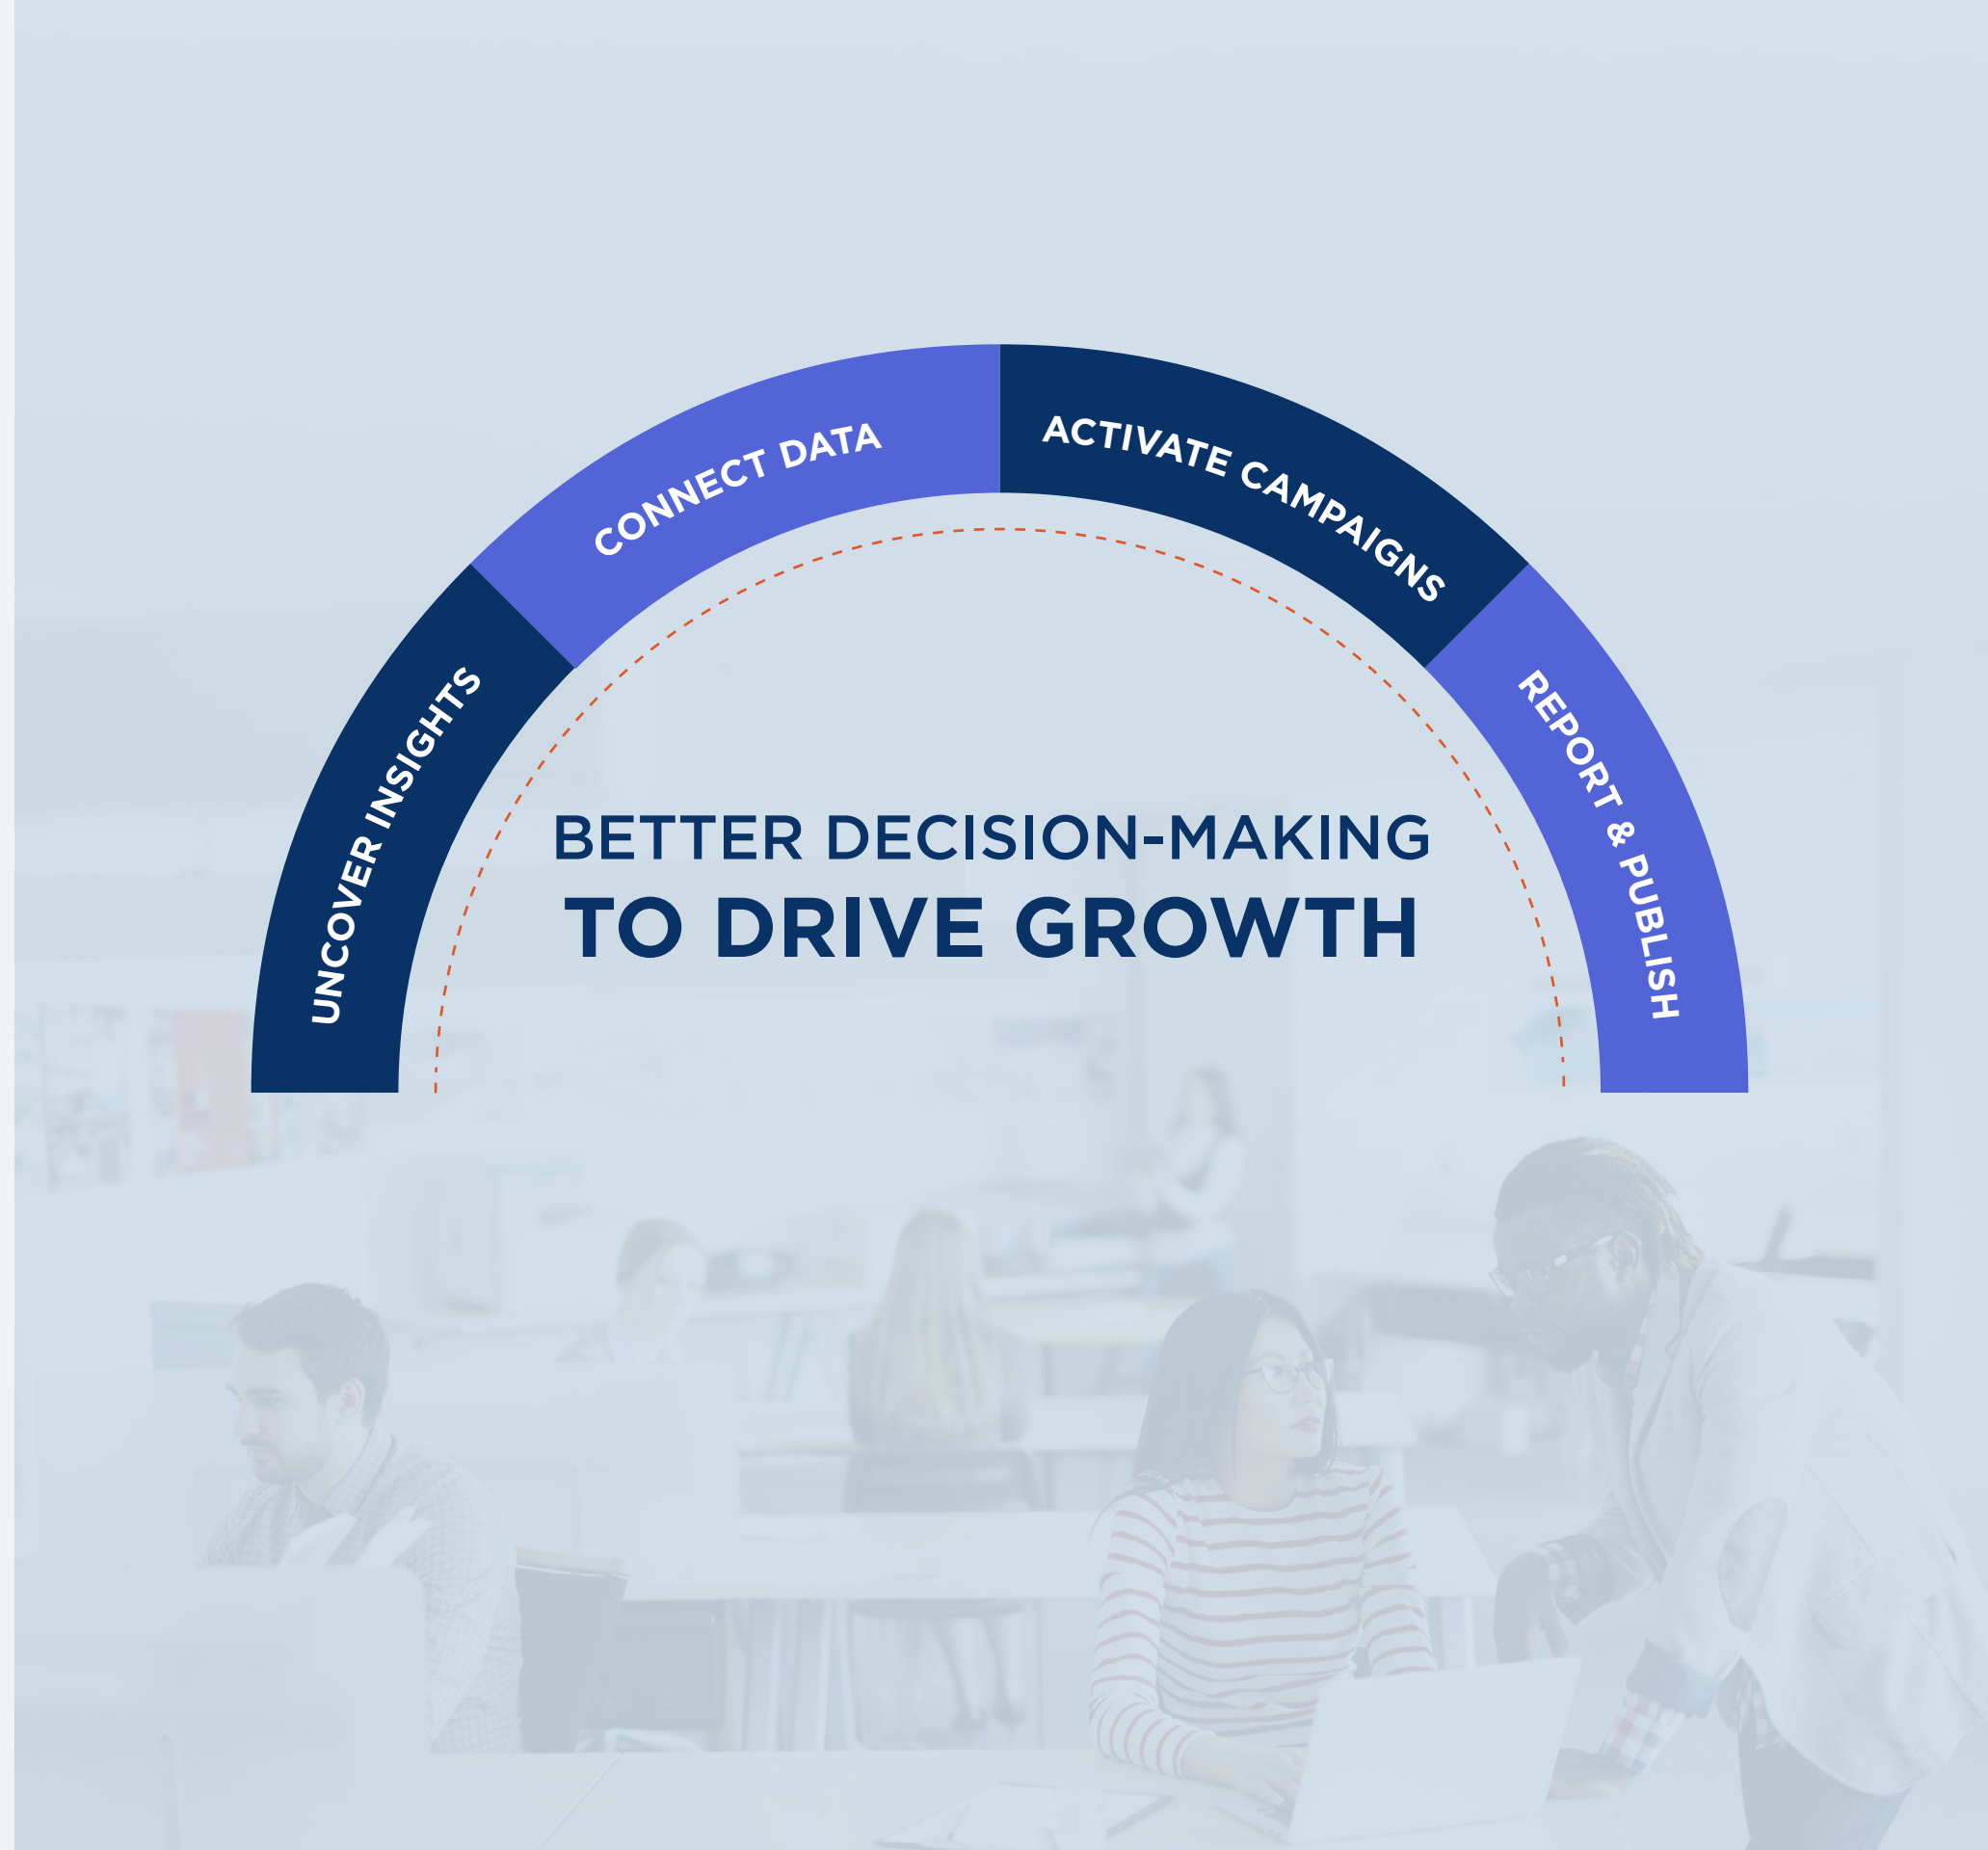 UNCOVER INSIGHTS
CONNECT DATA
ACTIVATE CAMPAIGNS
REPORT & PUBLISH
BETTER DECISION-MAKING
TO DRIVE GROWTH